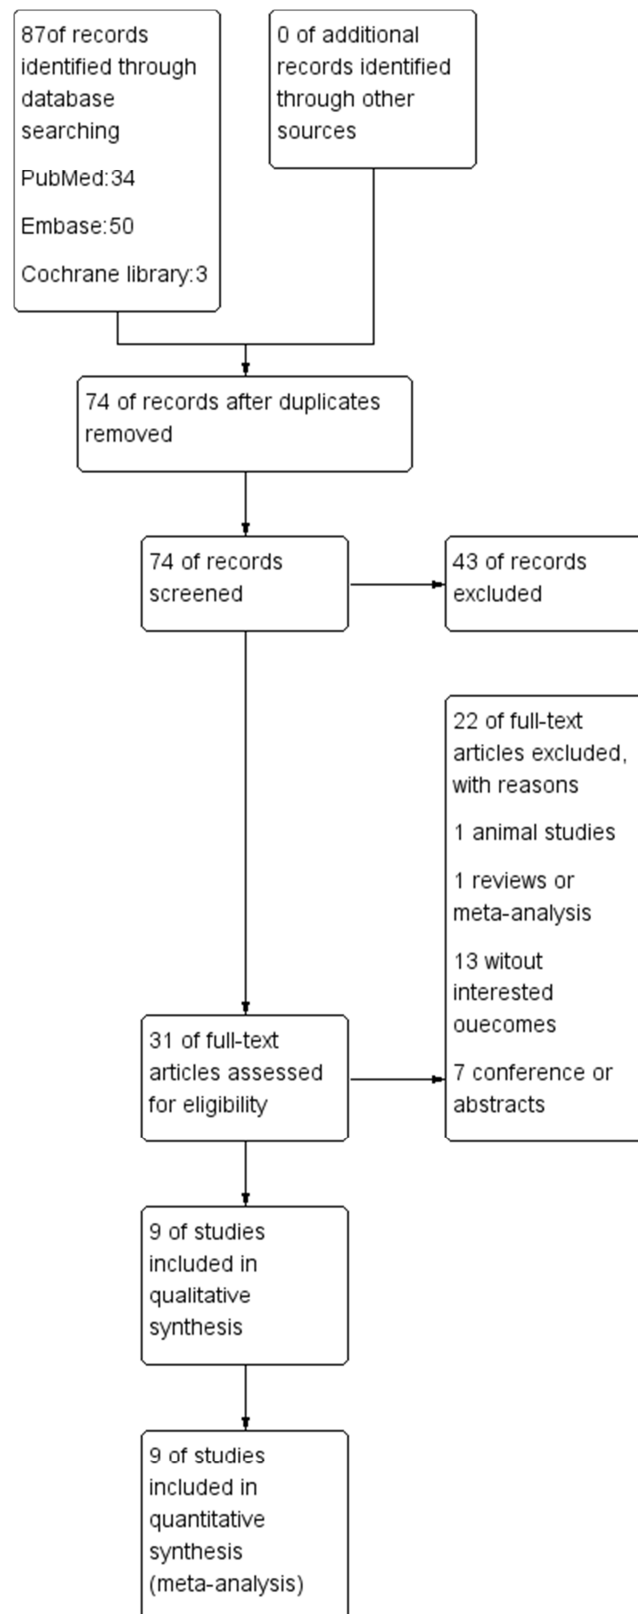 87of records
identified through
database
searching
PubMed:34
Embase:50
Cochrane library:3
0 of additional
records identified
through other
sources
74 of records after duplicates
removed
74 of records
screened
43 of records
excluded
22 of full-text
articles excluded,
with reasons
1 animal studies
1 reviews or
meta-analysis
13 witout
interested
ouecomes
7 conference or
abstracts
31 of full-text
articles assessed
for eligibility
9 of studies
included in
qualitative
synthesis
9 of studies
included in
quantitative
synthesis
(meta-analysis)